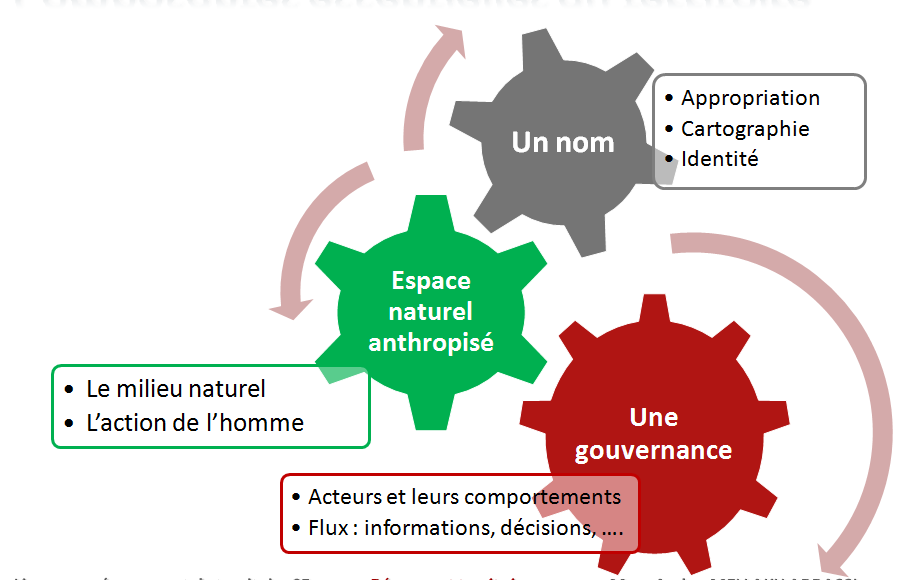 Un nom
• Appropriation
• Cartographie
• Identité
Espace
naturel
anthropisé
• Le milieu naturel
• L’action de l’homme
Une
gouvernance
• Acteurs et leurs comportements
• Flux : informations, décisions, ….